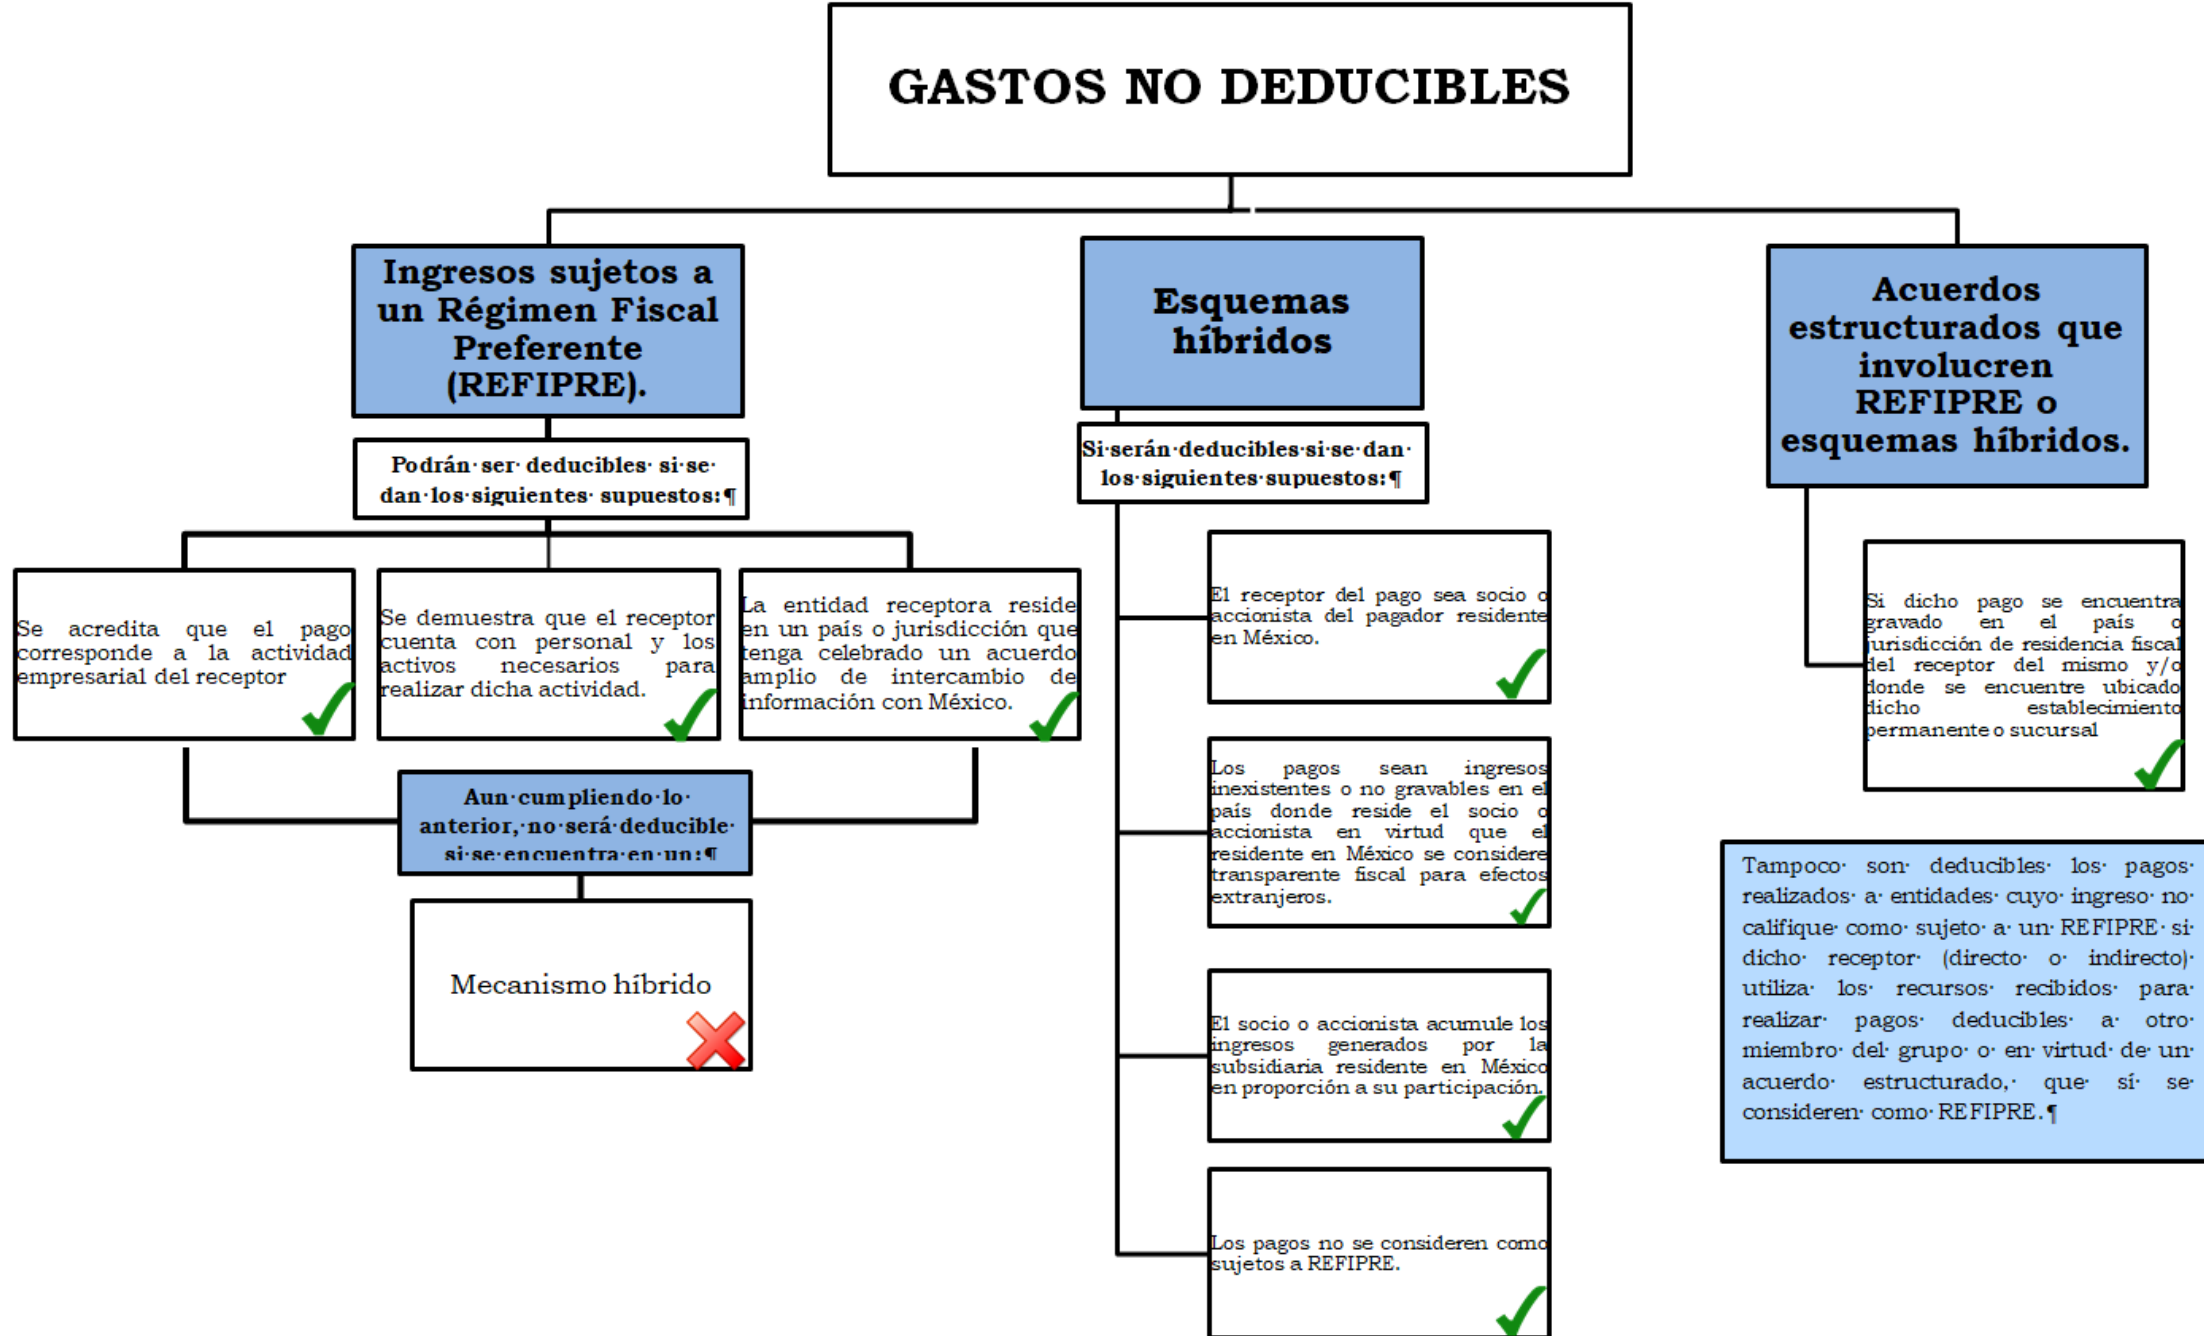 GASTOS NO DEDUCIBLES
Ingresos sujetos a
un Régimen Fiscal
Preferente
(REFIPRE).
Podrán·ser·deducibles·si·se·
dan·los·siguientes·supuestos:¶
Se acredita que el pago
corresponde a la actividad
empresarial del receptor
Se demuestra que el receptor
cuenta con personal y los
activos necesarios para
realizar dicha actividad.
La entidad receptora reside
en un país o jurisdicción que
tenga celebrado un acuerdo
amplio de intercambio de
información con México.
Aun·cumpliendo·lo·
anterior,·no·será·deducible·
si·se·encuentra·en·un:¶
Mecanismo híbrido
Esquemas
híbridos
Si·serán·deducibles·si·se·dan·
los·siguientes·supuestos:¶
El receptor del pago sea socio o
accionista del pagador residente
en México.
Los pagos sean ingresos
inexistentes o no gravables en el
país donde reside el socio o
accionista en virtud que el
residente en México se considere
transparente fiscal para efectos
extranjeros.
El socio o accionista acumule los
ingresos generados por la
subsidiaria residente en México
en proporción a su participación.
Los pagos no se consideren como
sujetos a REFIPRE.
Acuerdos
estructurados que
involucren
REFIPRE o
esquemas híbridos.
Si dicho pago se encuentra
gravado en el país o
jurisdicción de residencia fiscal
del receptor del mismo y/o
donde se encuentre ubicado
dicho establecimiento
permanente o sucursal
Tampoco· son· deducibles· los· pagos·
realizados· a· entidades· cuyo· ingreso· no·
califique· como· sujeto· a· un· REFIPRE· si·
dicho· receptor· (directo· o· indirecto)·
utiliza· los· recursos· recibidos· para·
realizar· pagos· deducibles· a· otro·
miembro· del· grupo· o· en· virtud· de· un·
acuerdo· estructurado,· que· sí· se·
consideren· como· REFIPRE.¶